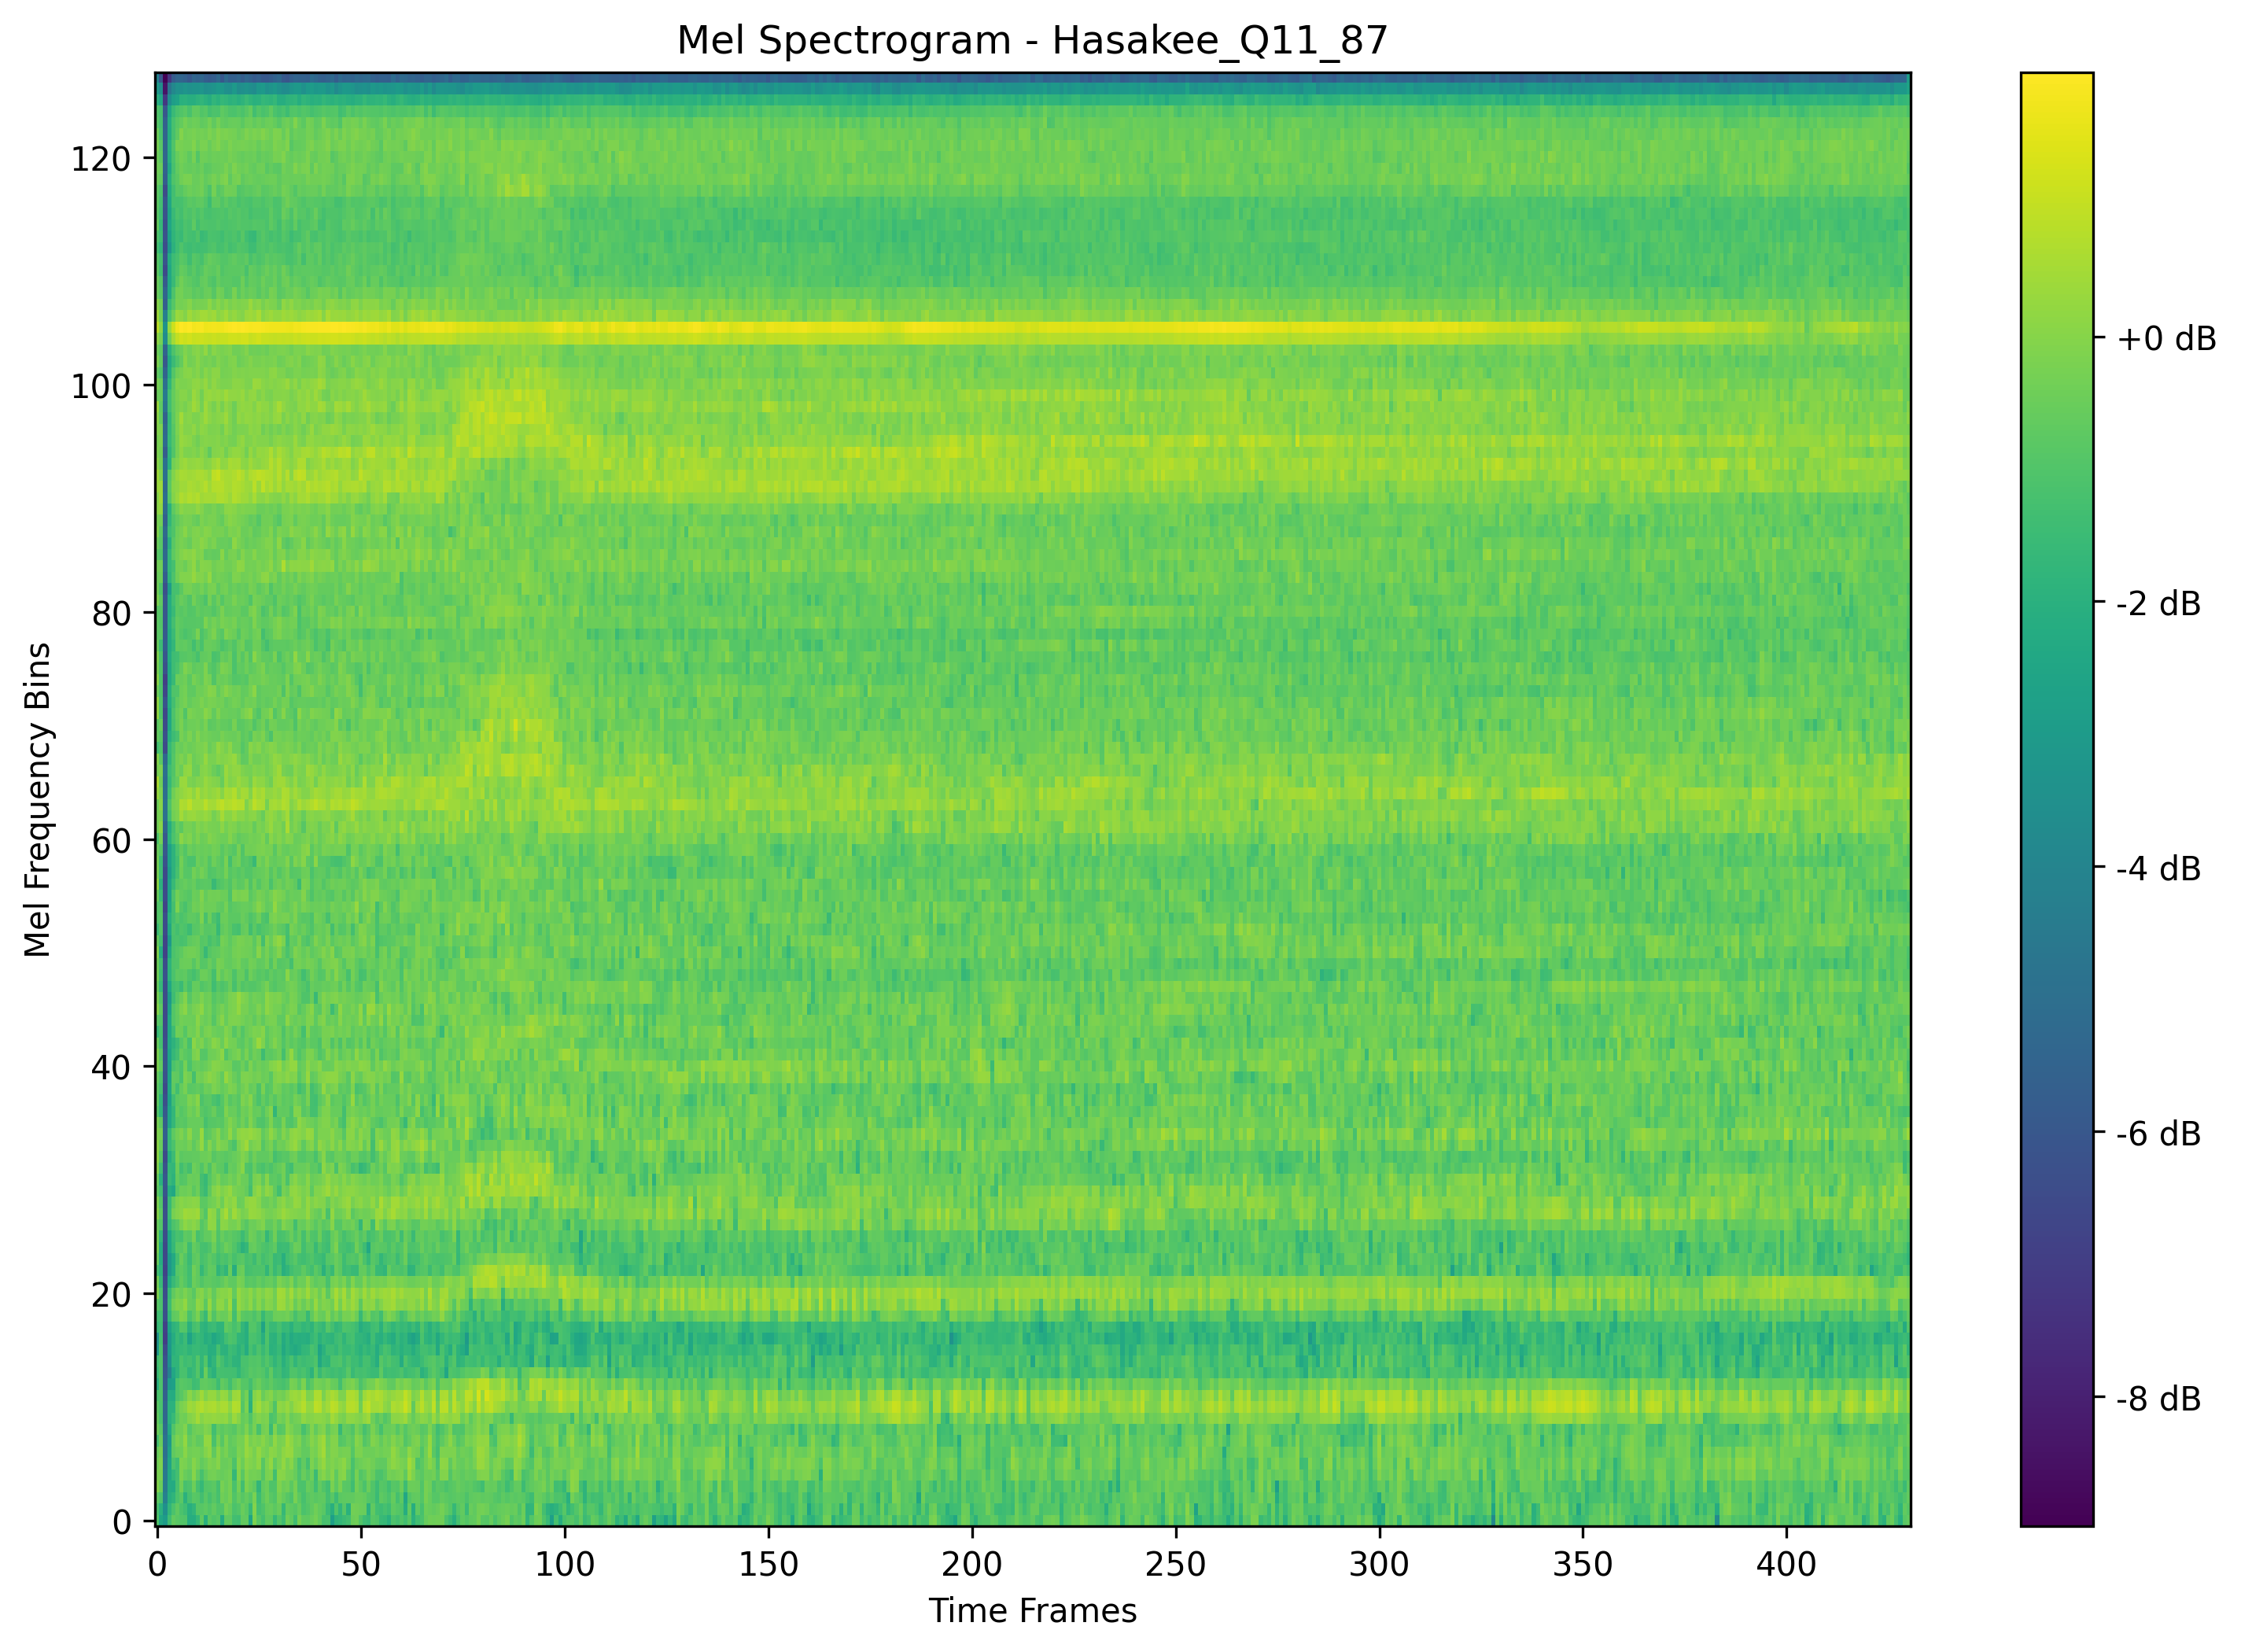 Mel Spectrogram - Hasakee_Q11_87
Mel Frequency Bins
120
100
80
60
40
20
0
0 50 100 150 200 250 300 350 400
Time Frames
+0 dB
-2 dB
-4 dB
-6 dB
-8 dB